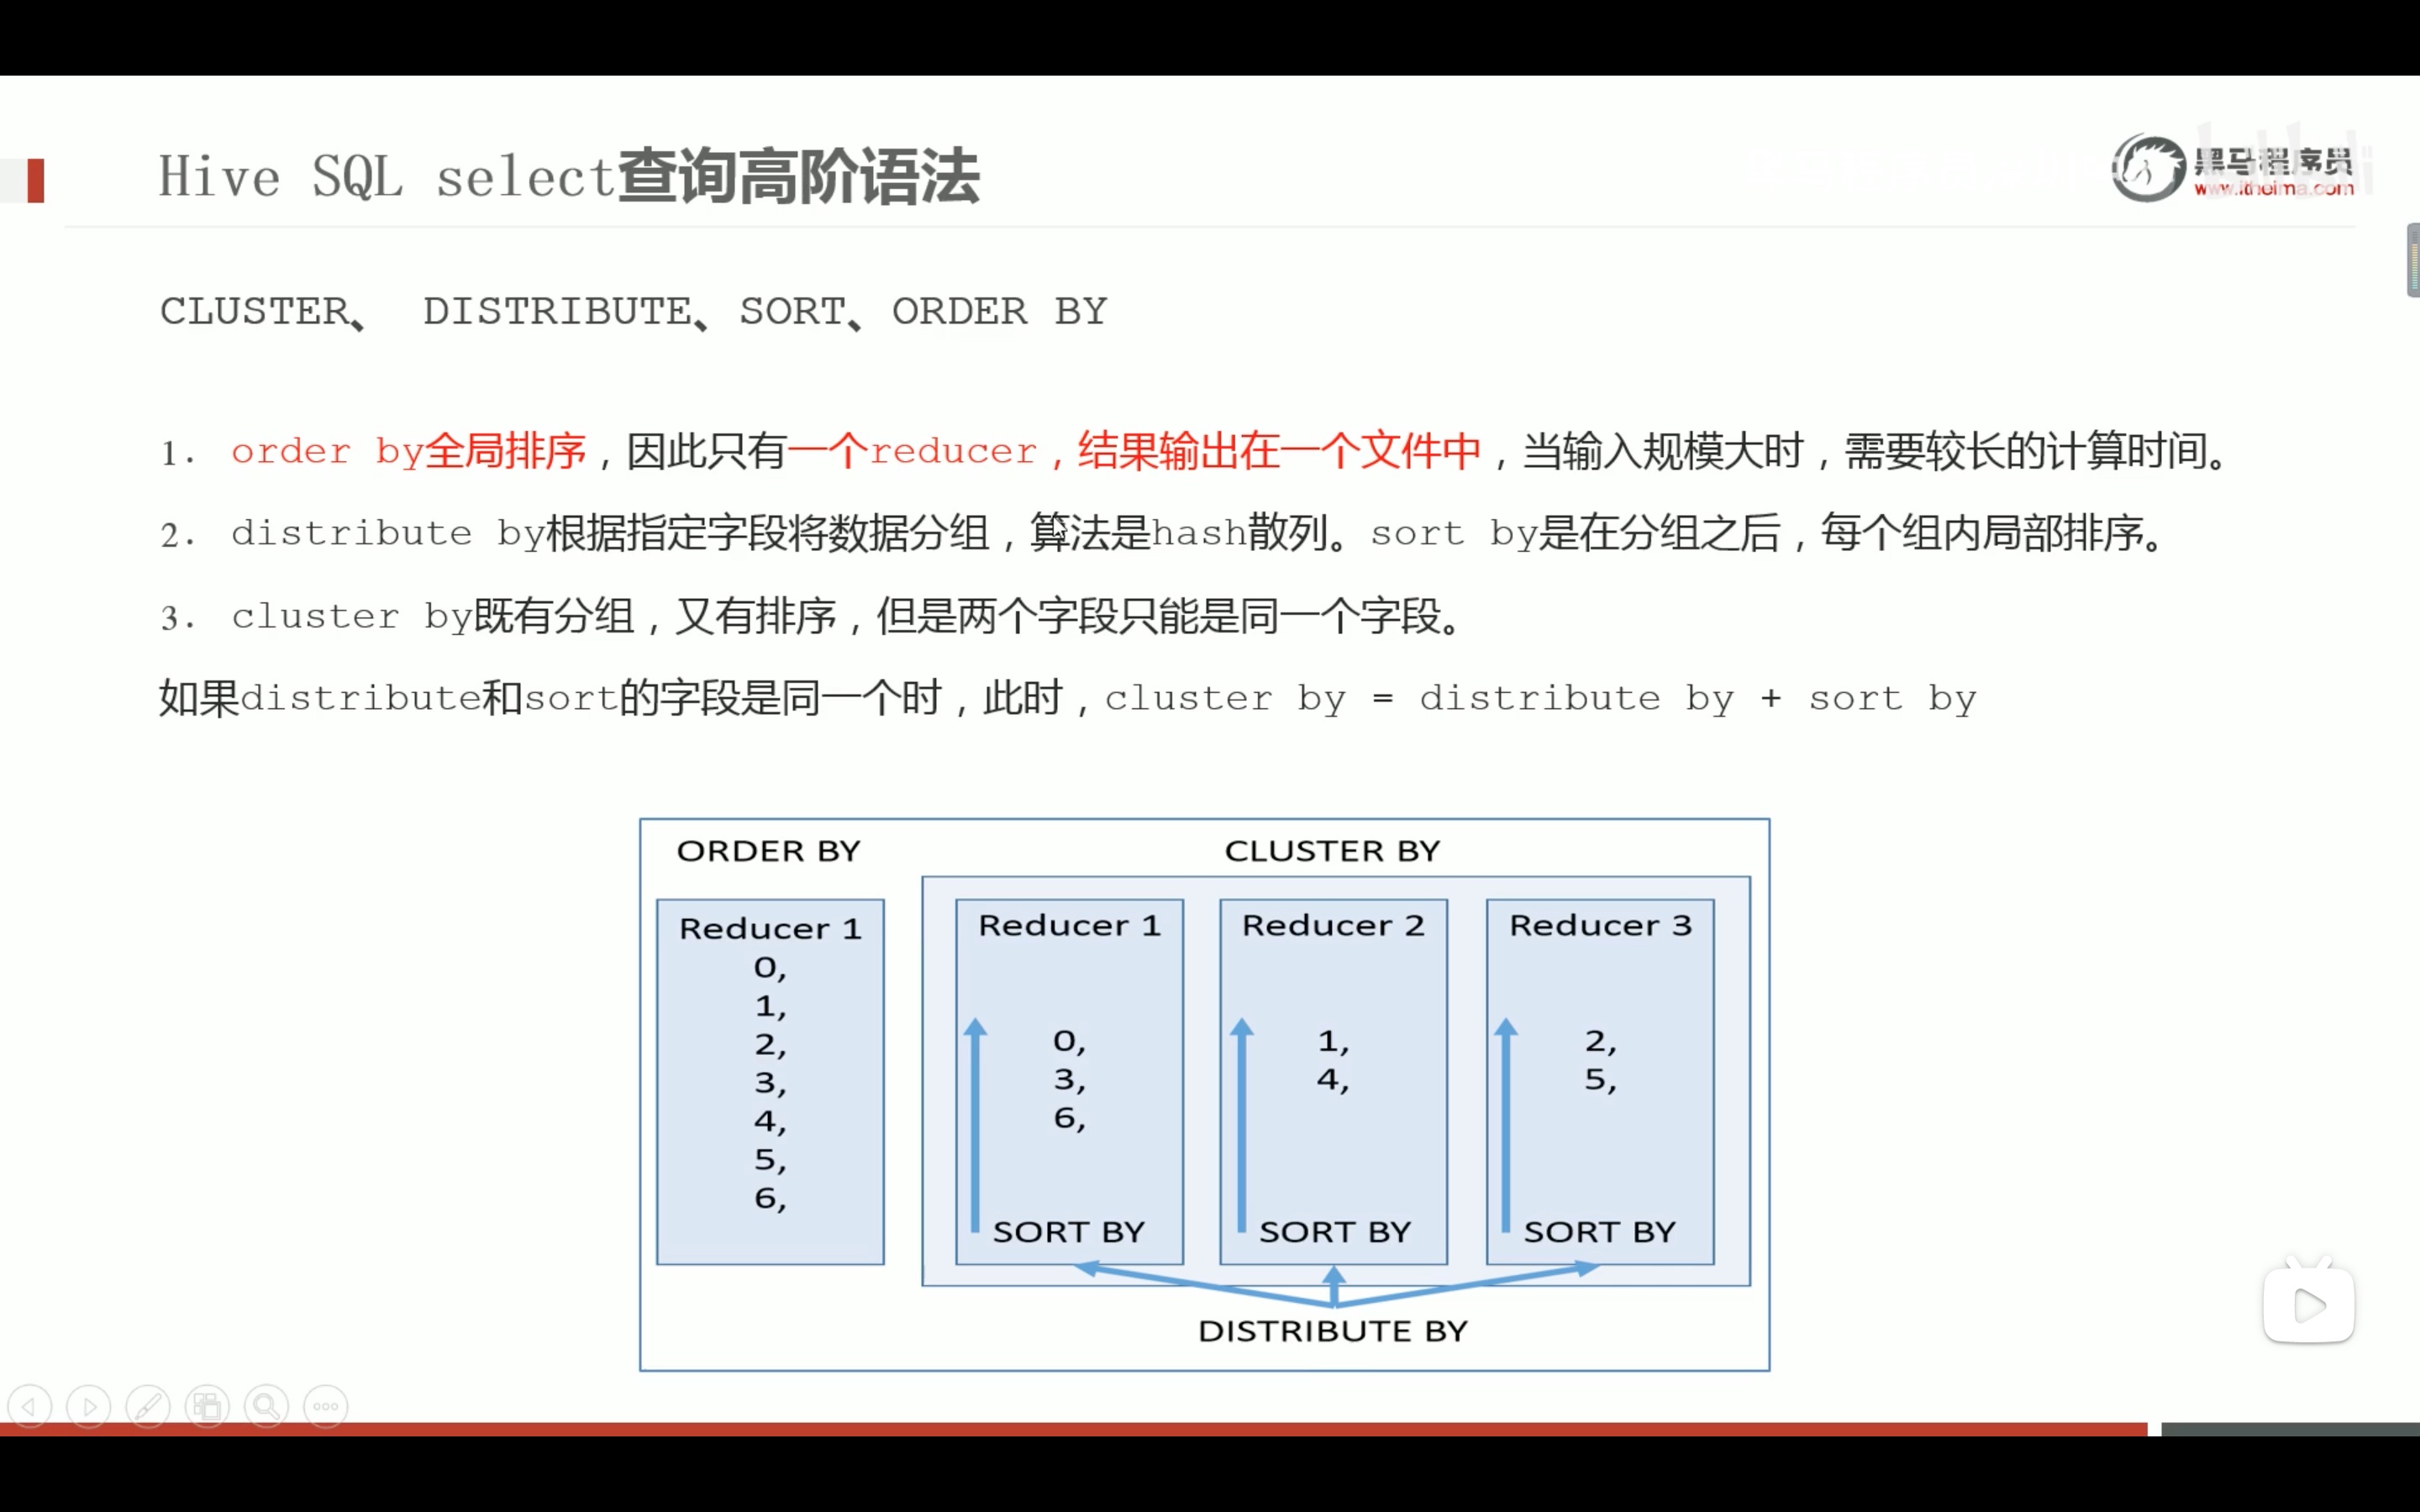 Hive SQL select查询高阶语法
黑马程序员
www.itheima.com
CLUSTER、 DISTRIBUTE、SORT、ORDER BY
1. order by全局排序，因此只有一个reducer，结果输出在一个文件中，当输入规模大时，需要较长的计算时间。
2. distribute by根据指定字段将数据分组，算法是hash散列。sort by是在分组之后，每个组内局部排序。
3. cluster by既有分组，又有排序，但是两个字段只能是同一个字段。
如果distribute和sort的字段是同一个时，此时，cluster by = distribute by + sort by
ORDER BY
Reducer 1
0,
1,
2,
3,
4,
5,
6,
CLUSTER BY
Reducer 1
0,
3,
6,
SORT BY
Reducer 2
1,
4,
SORT BY
Reducer 3
2,
5,
SORT BY
DISTRIBUTE BY